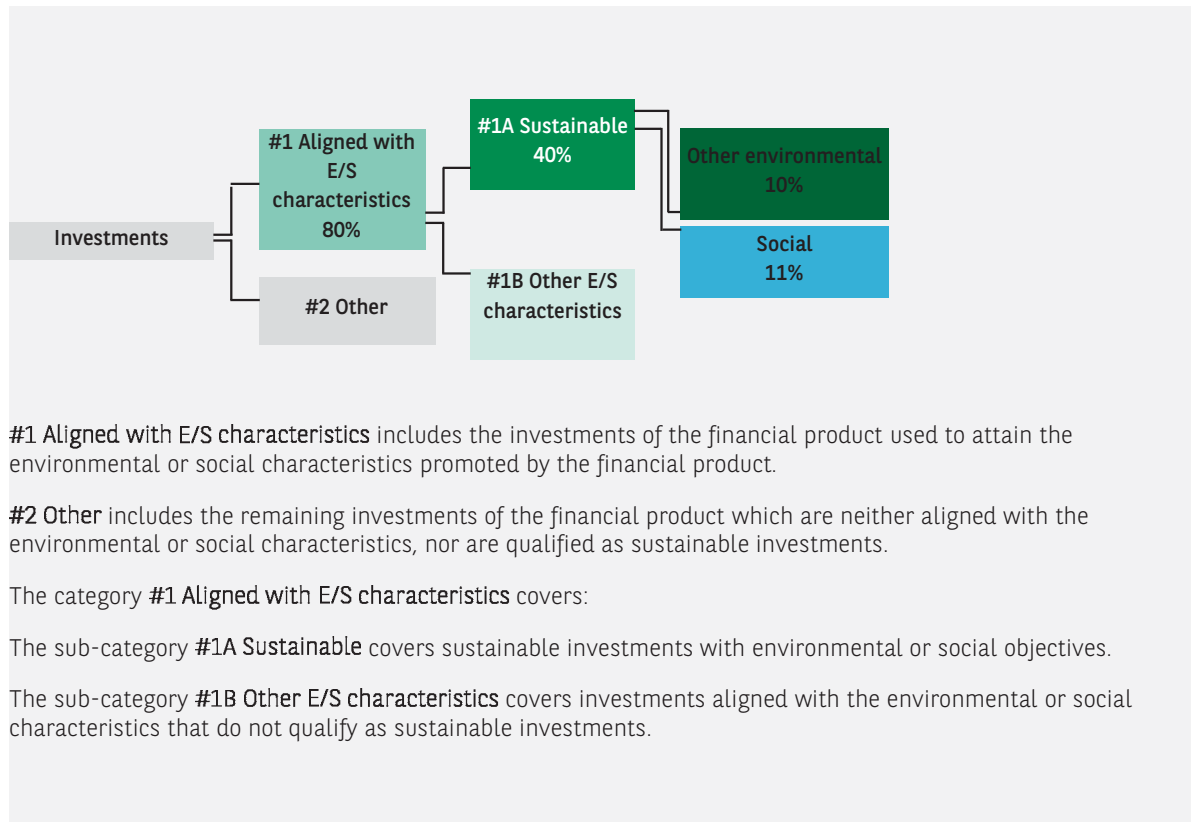 #1A Sustainable
40%
#1 Aligned with
E/S
characteristics
80%
Other environmental
10%
Investments
Social
11%
#2 Other
#1B Other E/S
characteristics
#1 Aligned with E/S characteristics includes the investments of the financial product used to attain the
environmental or social characteristics promoted by the financial product.
#2 Other includes the remaining investments of the financial product which are neither aligned with the
environmental or social characteristics, nor are qualified as sustainable investments.
The category #1 Aligned with E/S characteristics covers:
The sub-category #1A Sustainable covers sustainable investments with environmental or social objectives.
The sub-category #1B Other E/S characteristics covers investments aligned with the environmental or social
characteristics that do not qualify as sustainable investments.